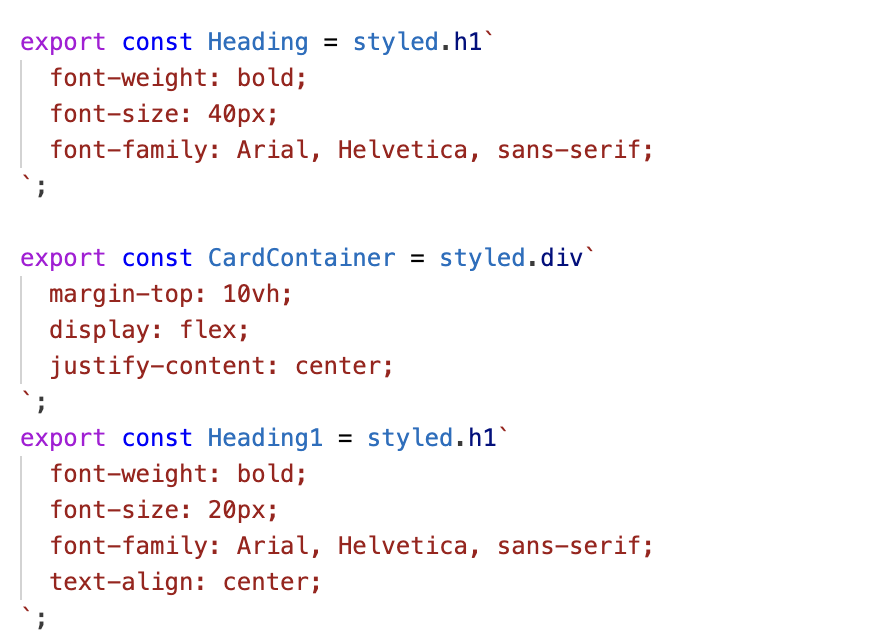 export const Heading = styled.h1`
  font-weight: bold;
  font-size: 40px;
  font-family: Arial, Helvetica, sans-serif;
`;

export const CardContainer = styled.div`
  margin-top: 10vh;
  display: flex;
  justify-content: center;
`;
export const Heading1 = styled.h1`
  font-weight: bold;
  font-size: 20px;
  font-family: Arial, Helvetica, sans-serif;
  text-align: center;
`;